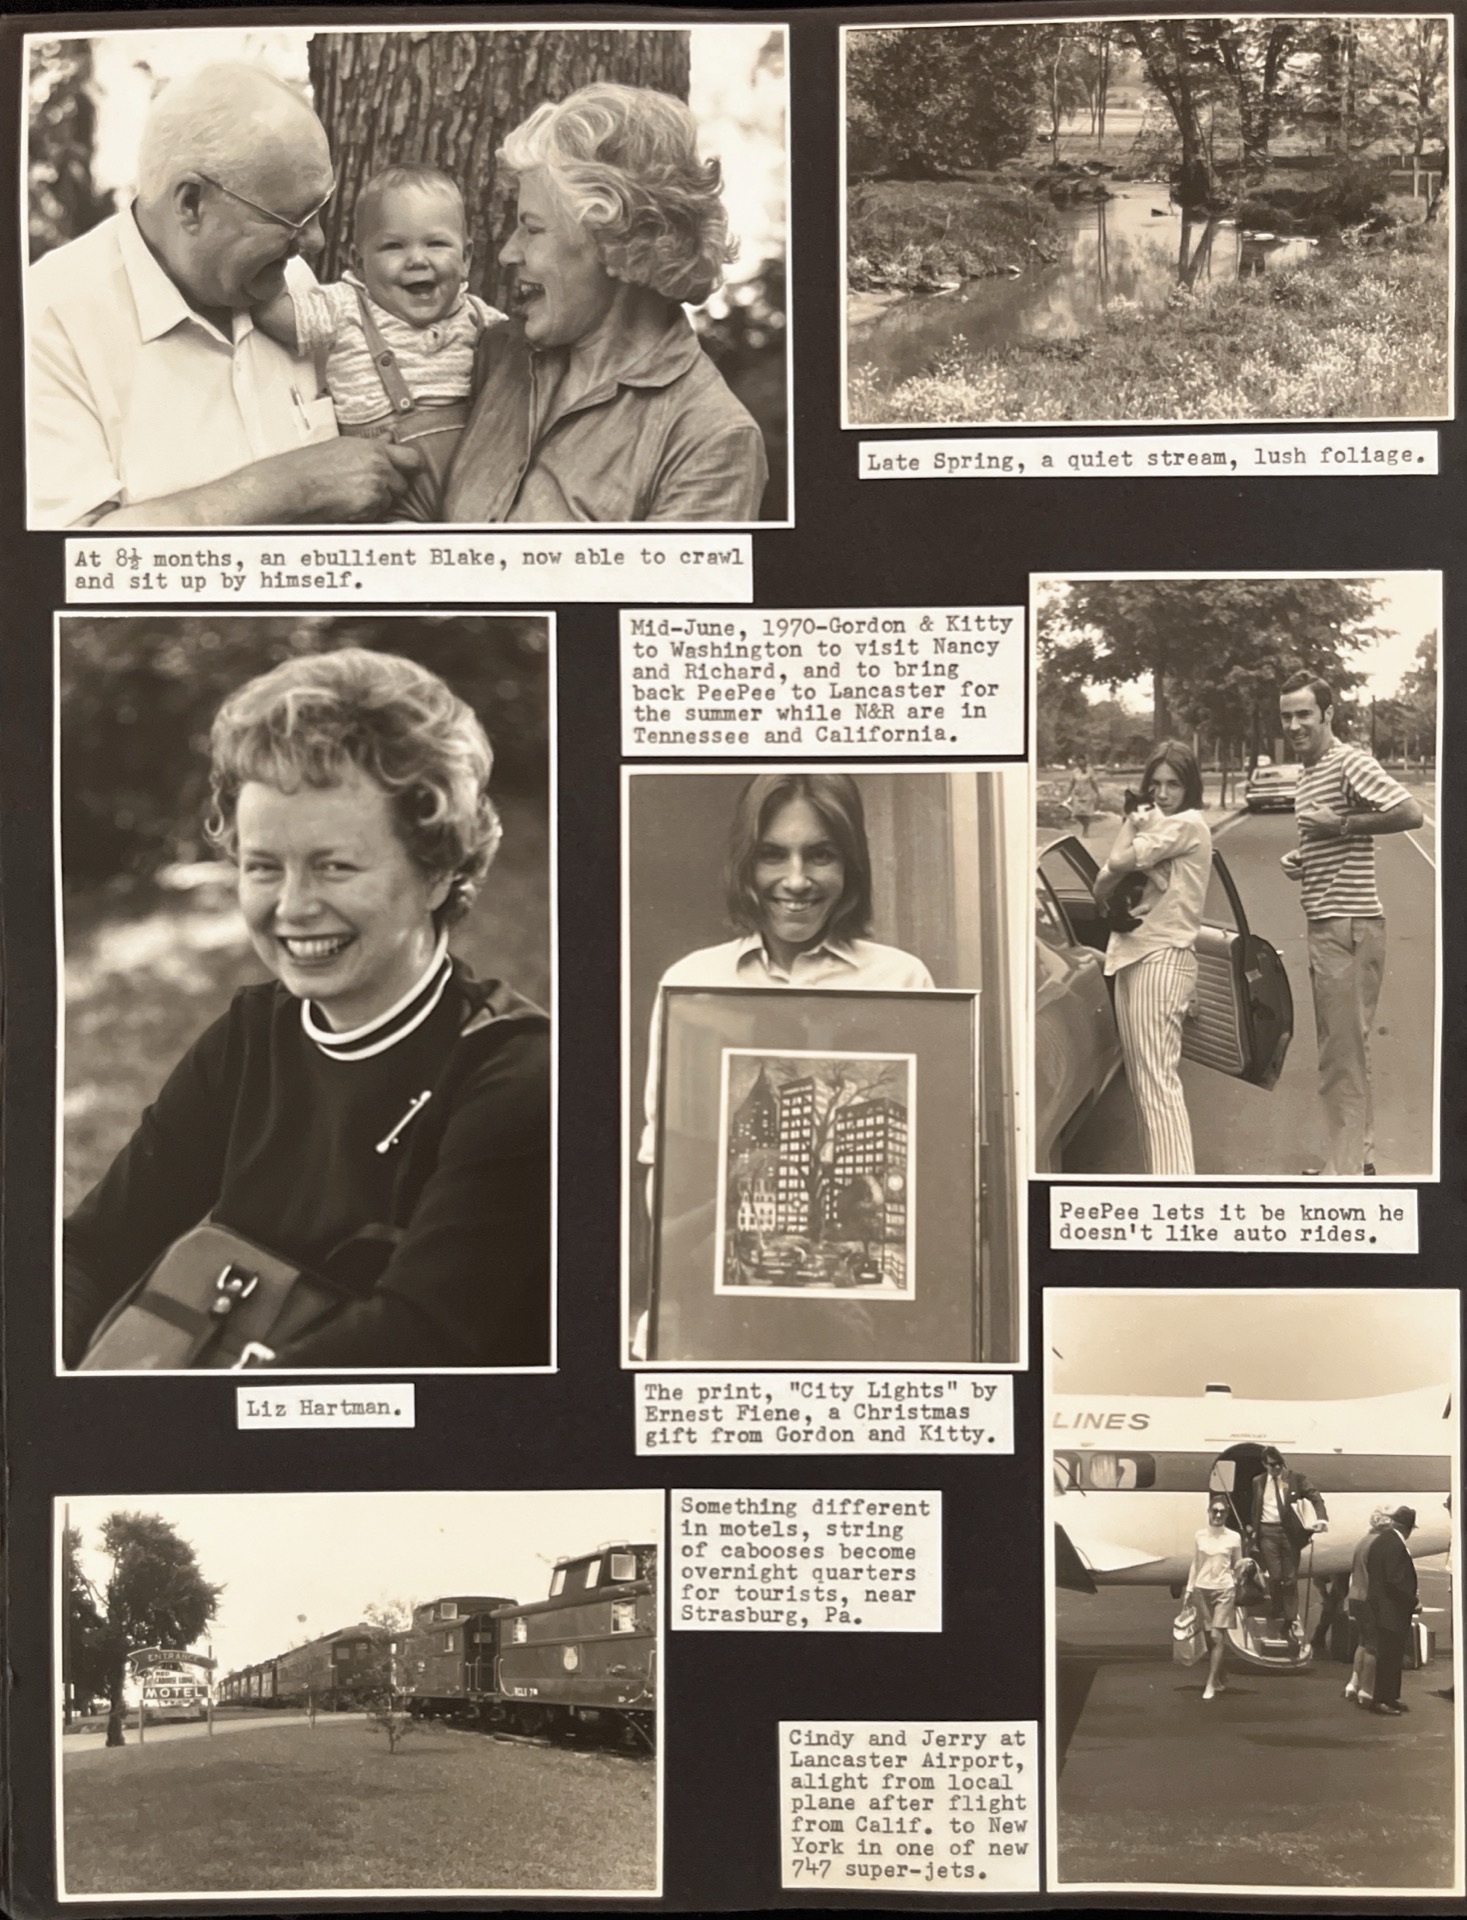 Late Spring, a quiet stream, lush foliage.
At 8½ months, an ebullient Blake, now able to crawl
and sit up by himself.
Mid-June, 1970-Gordon & Kitty
to Washington to visit Nancy
and Richard, and to bring
back PeePee to Lancaster for
the summer while N&R are in
Tennessee and California.
PeePee lets it be known he
doesn't like auto rides.
Liz Hartman.
The print, "City Lights" by
Ernest Fiene, a Christmas
gift from Gordon and Kitty.
LINES
Something different
in motels, string
of cabooses become
overnight quarters
for tourists, near
Strasburg, Pa.
ENTRANCE
RED
CABOOSE LODGE
MOTEL
Cindy and Jerry at
Lancaster Airport,
alight from local
plane after flight
from Calif. to New
York in one of new
747 super-jets.